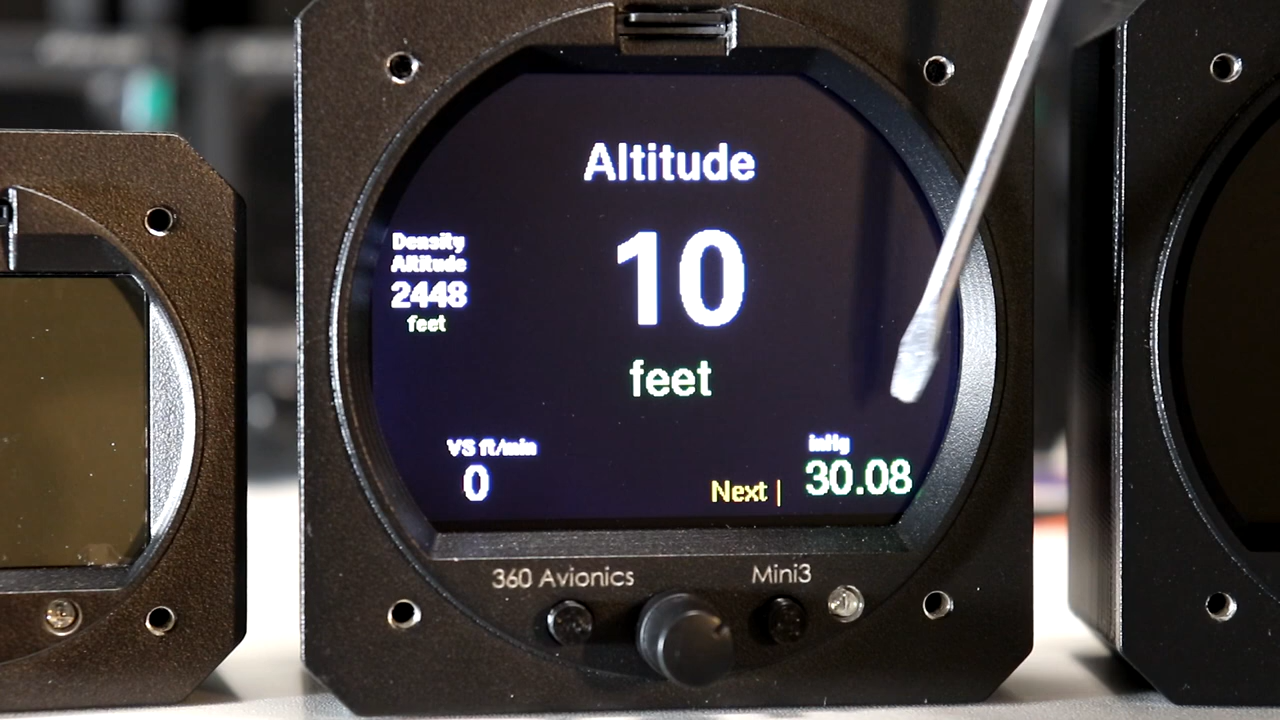 Altitude
Density
Altitude
2448
feet
10
feet
VS ft/min
0
Next |
inHg
30.08
360 Avionics
Mini3